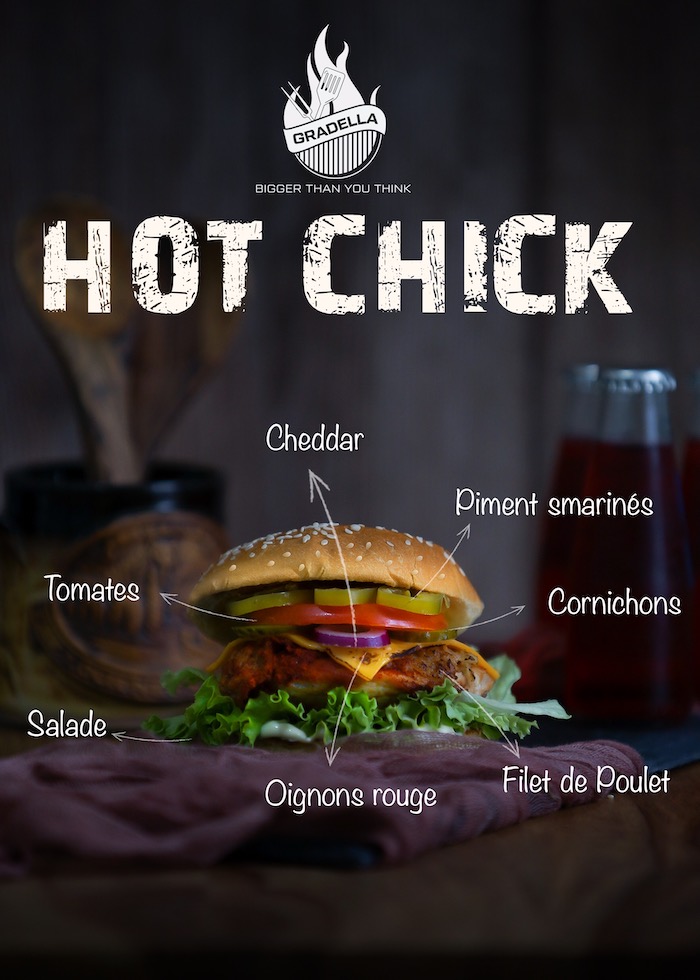 GRADELLA
BIGGER THAN YOU THINK
HOT CHICK
Cheddar
Piment smarinés
Tomates
Cornichons
Salade
Filet de Poulet
Oignons rouge